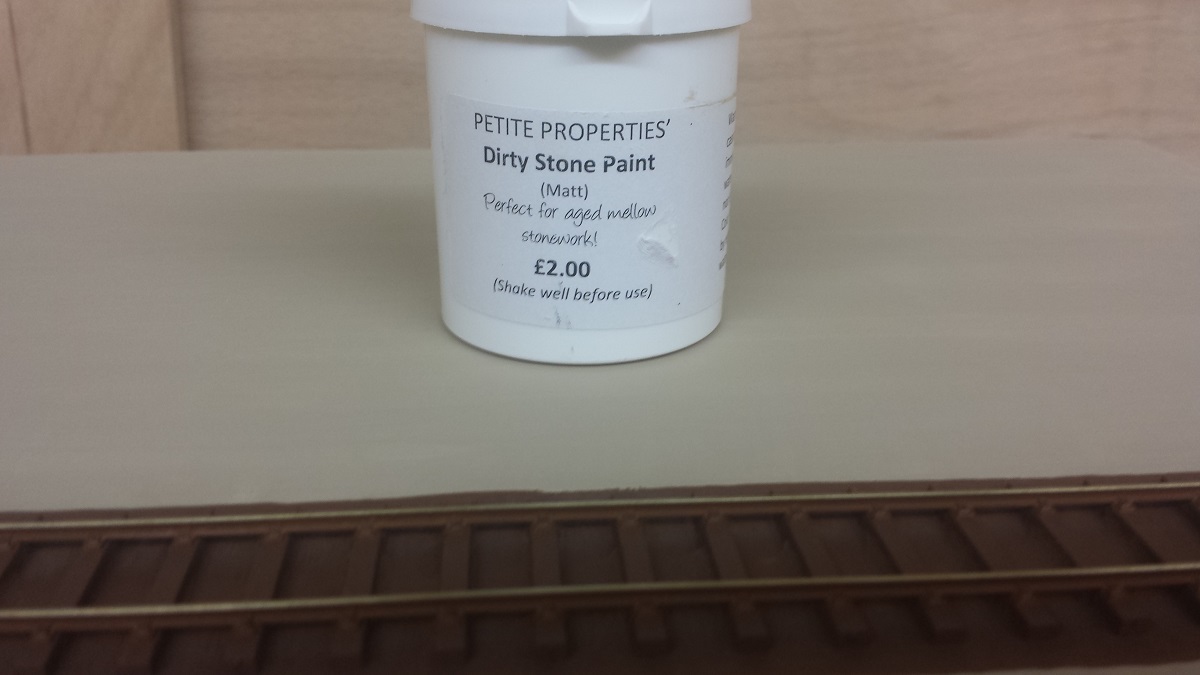 PETITE PROPERTIES'
Dirty Stone Paint
(Matt)
Perfect for aged mellow
stonework!
£2.00
(Shake well before use)